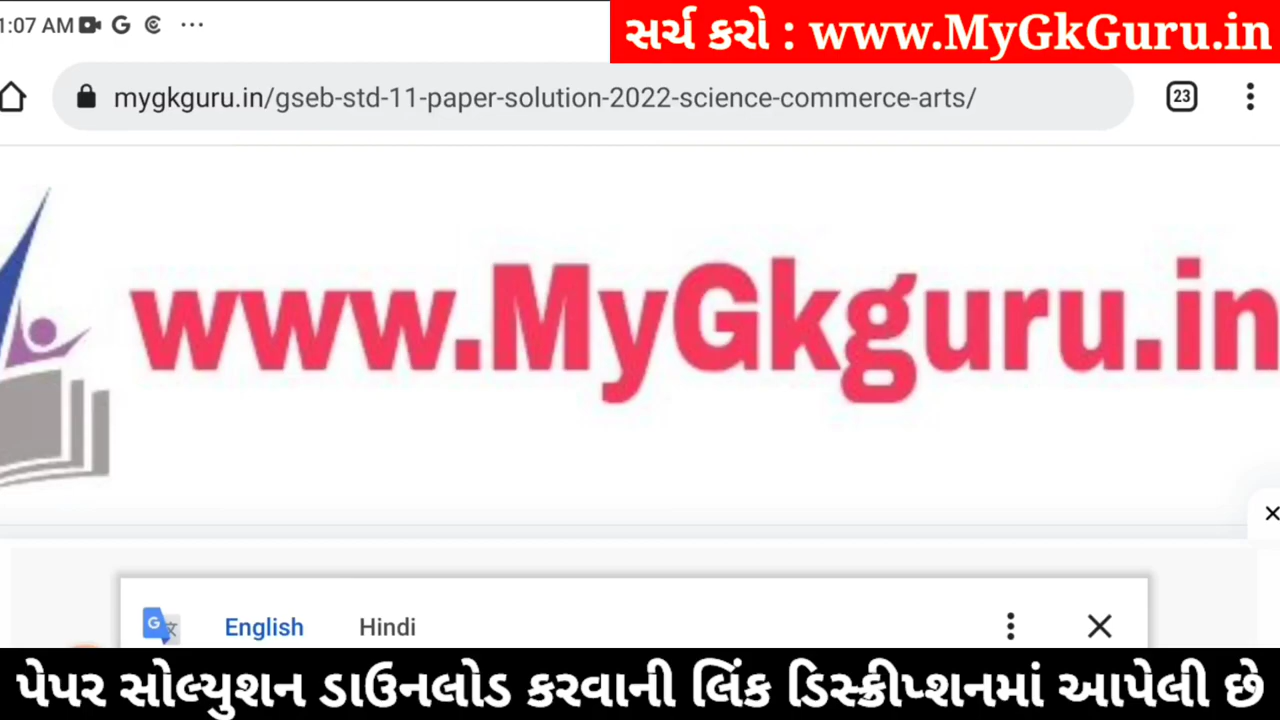 1:07 AM
સર્ચ કરો : www.MyGkGuru.in
mygkguru.in/gseb-std-11-paper-solution-2022-science-commerce-arts/
23
www.MyGkguru.in
English Hindi
પેપર સોલ્યુશન ડાઉનલોડ કરવાની લિંક ડિસ્ક્રીપ્શનમાં આપેલી છે